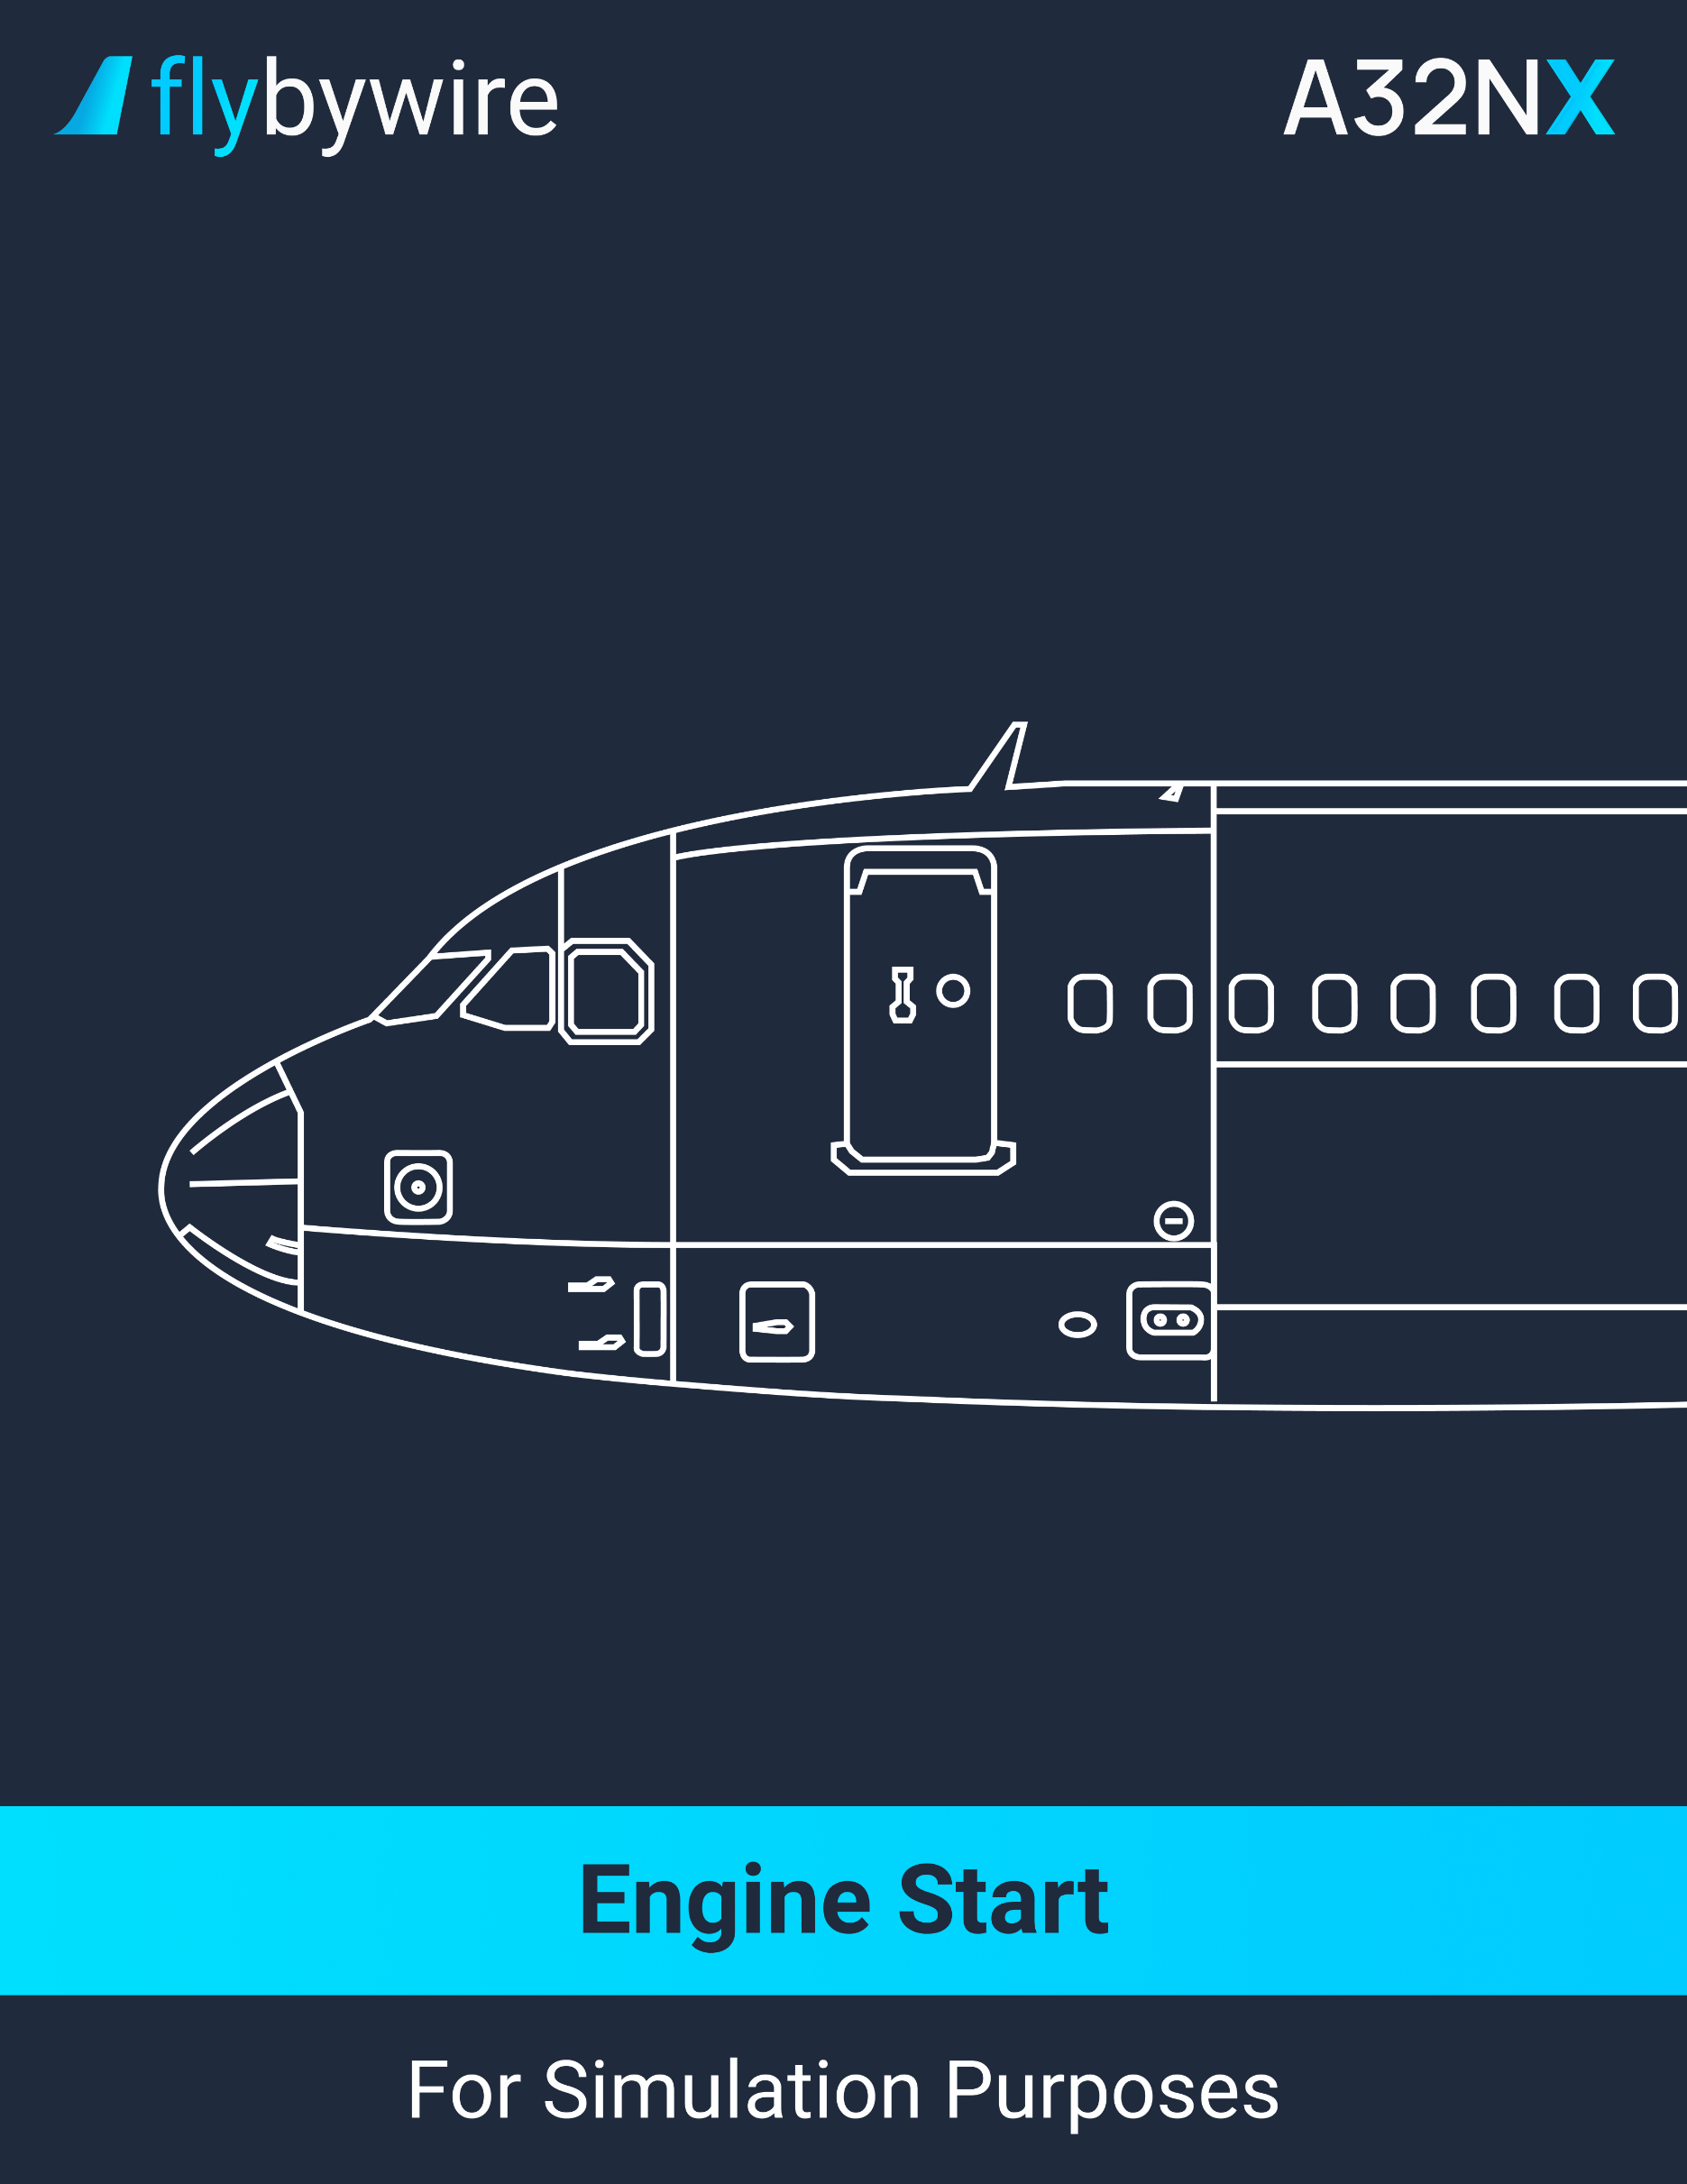 flybywire
A32NX
Engine Start
For Simulation Purposes